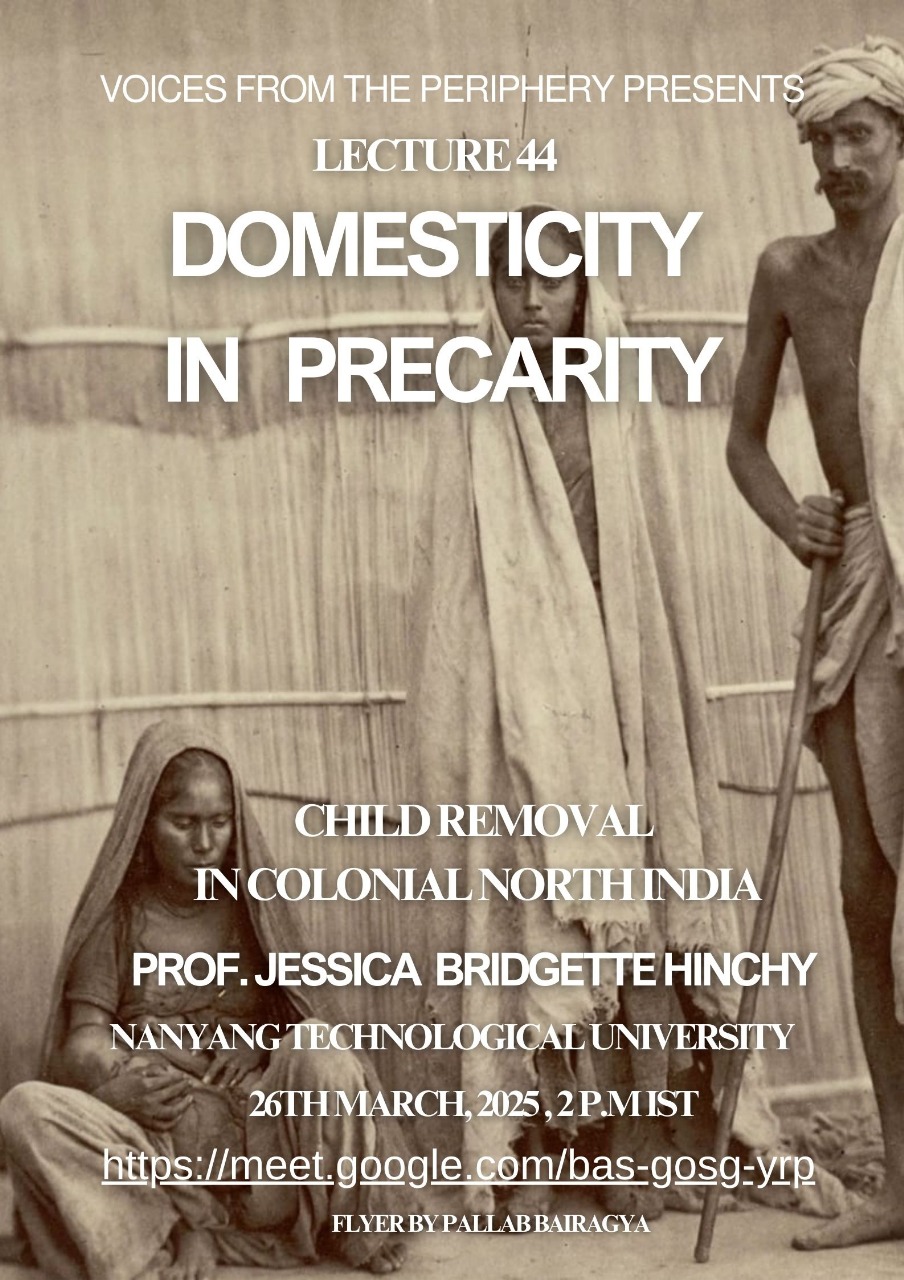 VOICES FROM THE PERIPHERY PRESENTS
LECTURE 44
DOMESTICITY
IN PRECARITY
CHILD REMOVAL
IN COLONIAL NORTH INDIA
PROF. JESSICA BRIDGETTE HINCHY
NANYANG TECHNOLOGICAL UNIVERSITY
26TH MARCH, 2025 , 2 P.M IST
https://meet.google.com/bas-gosg-yrp
FLYER BY PALLAB BAIRAGYA